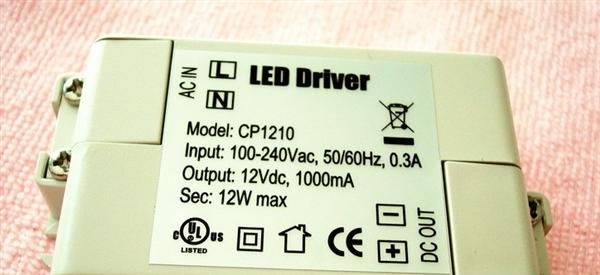 AC IN
L
N
LED Driver
Model: CP1210
Input: 100-240Vac, 50/60Hz, 0.3A
Output: 12Vdc, 1000mA
Sec: 12W max
c UL us
LISTED
CE
DC OUT